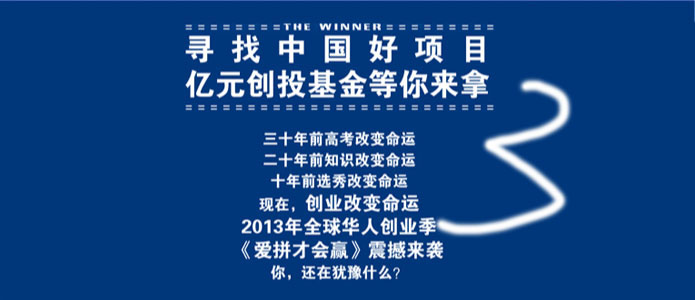 THE WINNER
寻找中国好项目
亿元创投基金等你来拿
3
三十年前高考改变命运
二十年前知识改变命运
十年前选秀改变命运
现在，创业改变命运
2013年全球华人创业季
《爱拼才会赢》震撼来袭
你，还在犹豫什么？